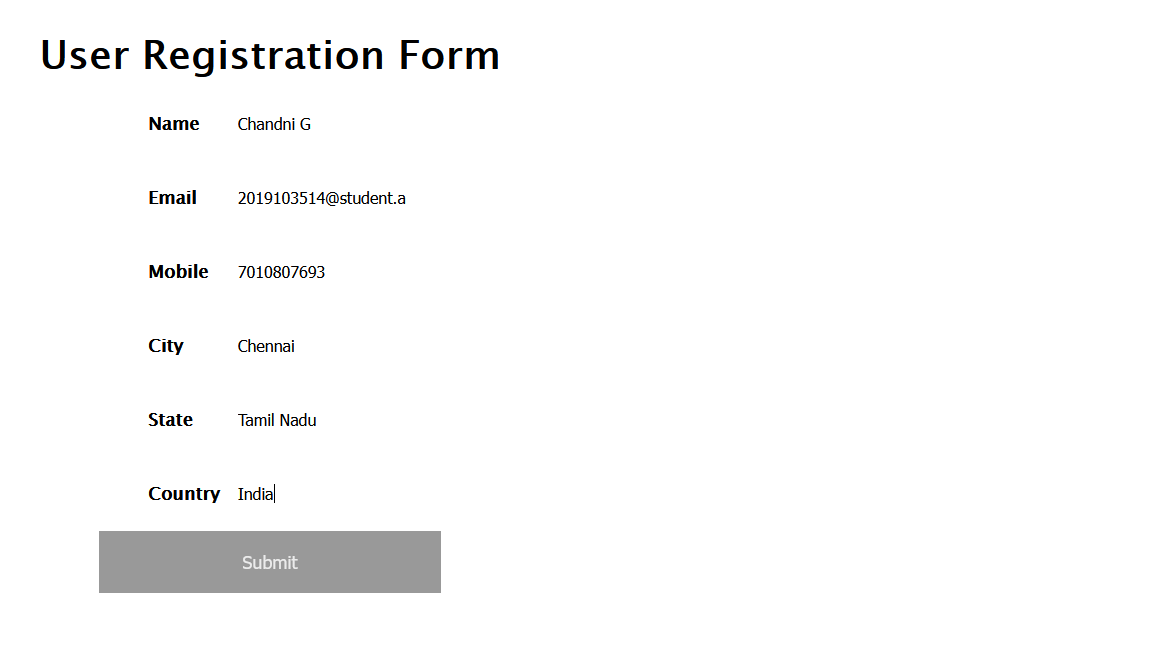 User Registration Form
Name Chandni G
Email 2019103514@student.a
Mobile 7010807693
City Chennai
State Tamil Nadu
Country India
Submit